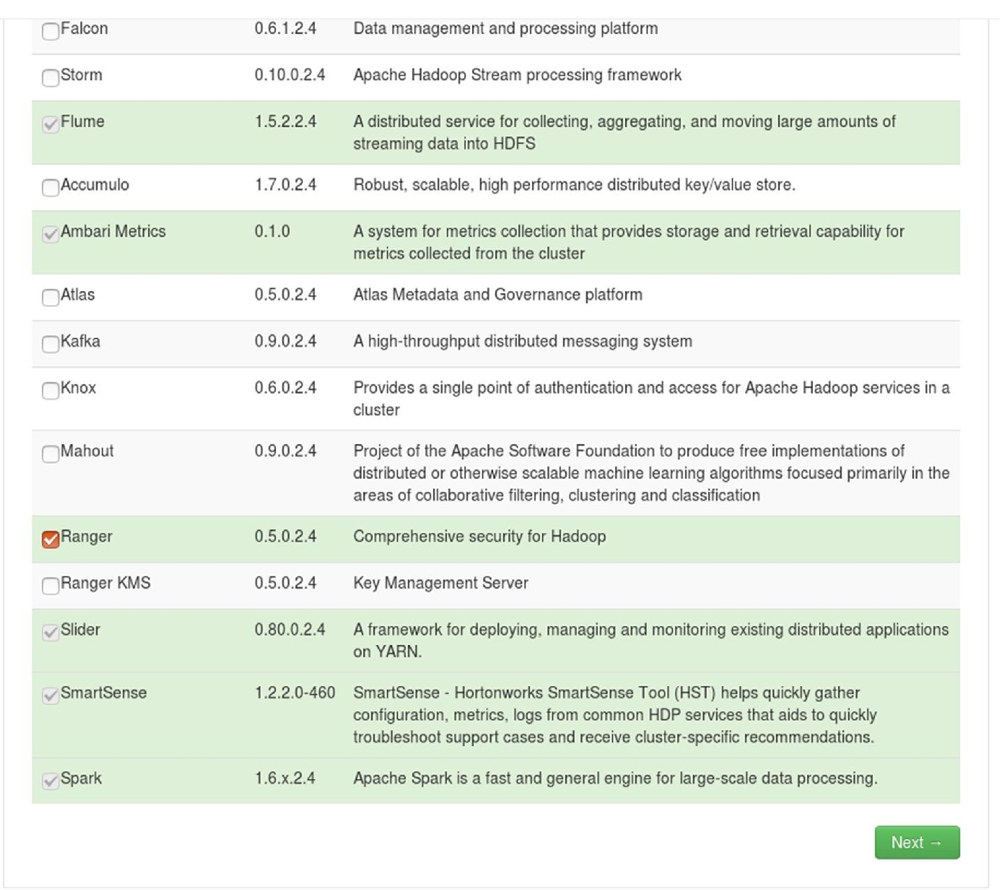 Falcon 0.6.1.2.4 Data management and processing platform
Storm 0.10.0.2.4 Apache Hadoop Stream processing framework
Flume 1.5.2.2.4 A distributed service for collecting, aggregating, and moving large amounts of
streaming data into HDFS
Accumulo 1.7.0.2.4 Robust, scalable, high performance distributed key/value store.
Ambari Metrics 0.1.0 A system for metrics collection that provides storage and retrieval capability for
metrics collected from the cluster
Atlas 0.5.0.2.4 Atlas Metadata and Governance platform
Kafka 0.9.0.2.4 A high-throughput distributed messaging system
Knox 0.6.0.2.4 Provides a single point of authentication and access for Apache Hadoop services in a
cluster
Mahout 0.9.0.2.4 Project of the Apache Software Foundation to produce free implementations of
distributed or otherwise scalable machine learning algorithms focused primarily in the
areas of collaborative filtering, clustering and classification
Ranger 0.5.0.2.4 Comprehensive security for Hadoop
Ranger KMS 0.5.0.2.4 Key Management Server
Slider 0.80.0.2.4 A framework for deploying, managing and monitoring existing distributed applications
on YARN.
SmartSense 1.2.2.0-460 SmartSense - Hortonworks SmartSense Tool (HST) helps quickly gather
configuration, metrics, logs from common HDP services that aids to quickly
troubleshoot support cases and receive cluster-specific recommendations.
Spark 1.6.x.2.4 Apache Spark is a fast and general engine for large-scale data processing.
Next →